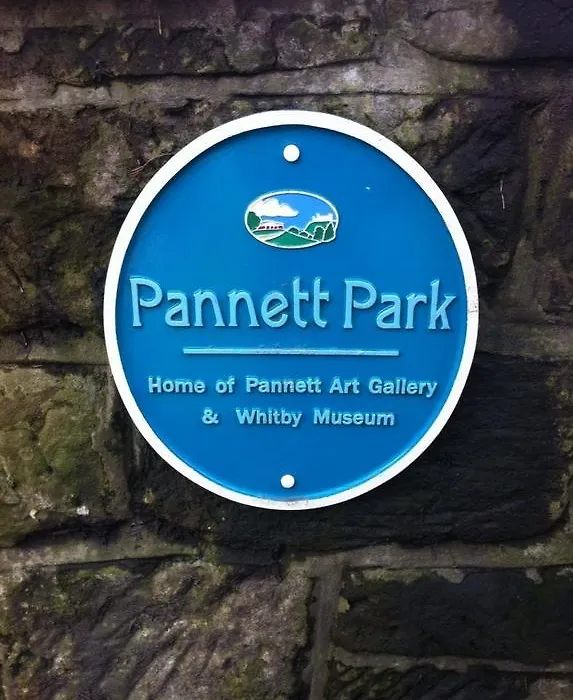 Pannett Park
Home of Pannett Art Gallery
& Whitby Museum